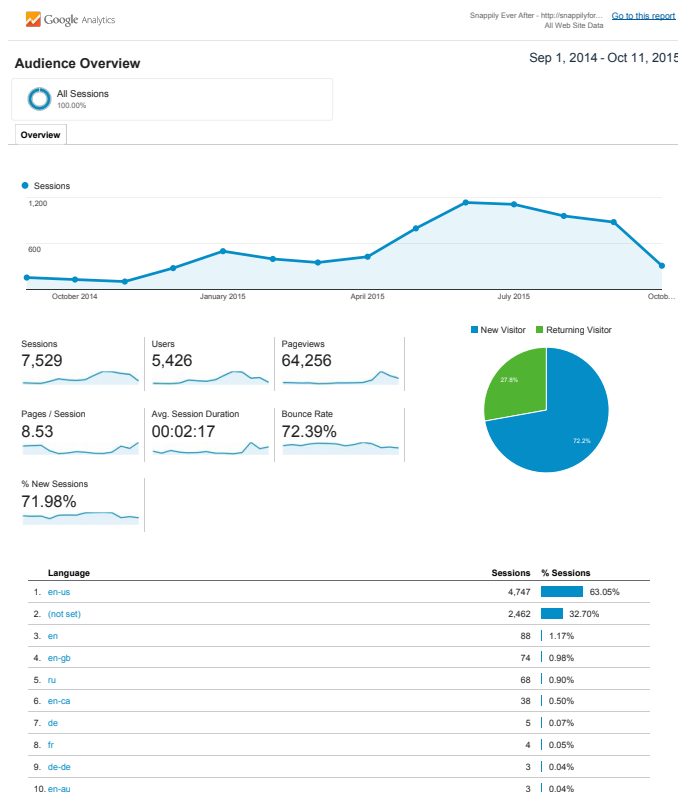 Google Analytics
Snappily Ever After - http://snappilyfor... Go to this report
All Web Site Data
Audience Overview
Sep 1, 2014 - Oct 11, 2015
All Sessions
100.00%
Overview
Sessions
1,200
600
October 2014 January 2015 April 2015 July 2015 Octob...
New Visitor Returning Visitor
Sessions
7,529
Users
5,426
Pageviews
64,256
Pages / Session
8.53
Avg. Session Duration
00:02:17
Bounce Rate
72.39%
% New Sessions
71.98%
27.8%
72.2%
Language Sessions % Sessions
1. en-us 4,747 63.05%
2. (not set) 2,462 32.70%
3. en 88 1.17%
4. en-gb 74 0.98%
5. ru 68 0.90%
6. en-ca 38 0.50%
7. de 5 0.07%
8. fr 4 0.05%
9. de-de 3 0.04%
10. en-au 3 0.04%